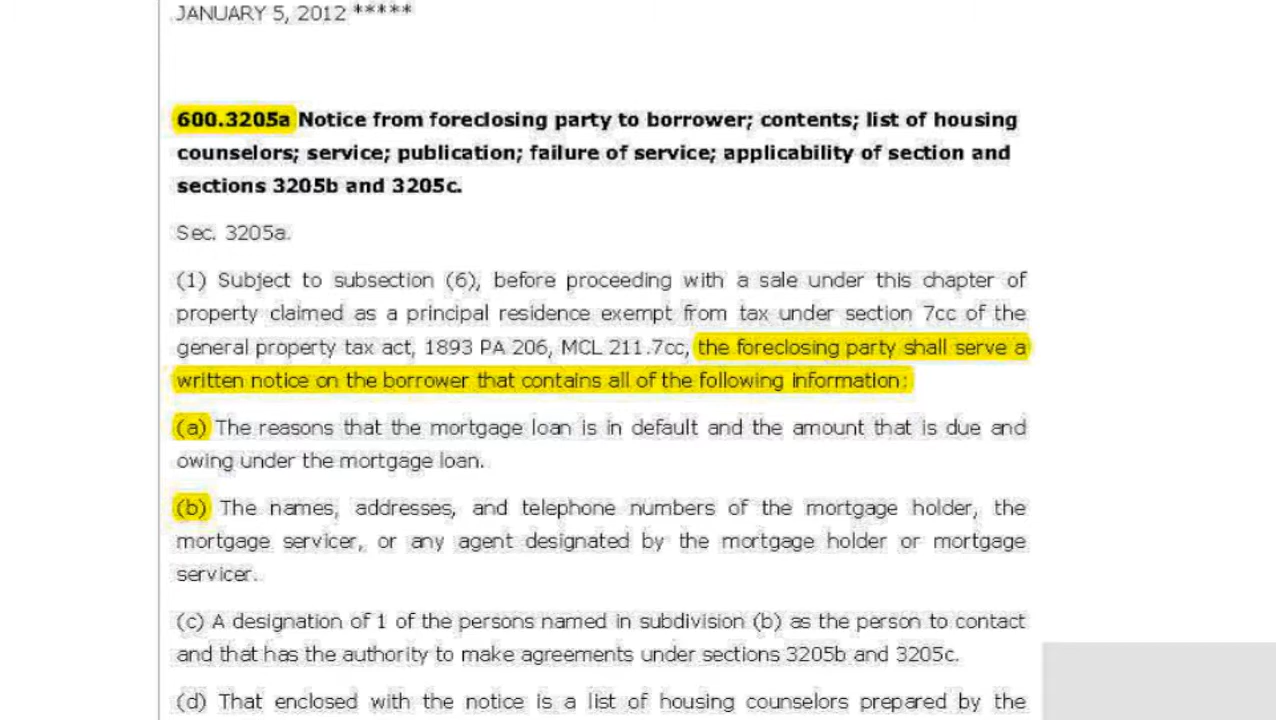 JANUARY 5, 2012 *****
600.3205a Notice from foreclosing party to borrower; contents; list of housing
counselors; service; publication; failure of service; applicability of section and
sections 3205b and 3205c.
Sec. 3205a.
(1) Subject to subsection (6), before proceeding with a sale under this chapter of
property claimed as a principal residence exempt from tax under section 7cc of the
general property tax act, 1893 PA 206, MCL 211.7cc, the foreclosing party shall serve a
written notice on the borrower that contains all of the following information:
(a) The reasons that the mortgage loan is in default and the amount that is due and
owing under the mortgage loan.
(b) The names, addresses, and telephone numbers of the mortgage holder, the
mortgage servicer, or any agent designated by the mortgage holder or mortgage
servicer.
(c) A designation of 1 of the persons named in subdivision (b) as the person to contact
and that has the authority to make agreements under sections 3205b and 3205c.
(d) That enclosed with the notice is a list of housing counselors prepared by the